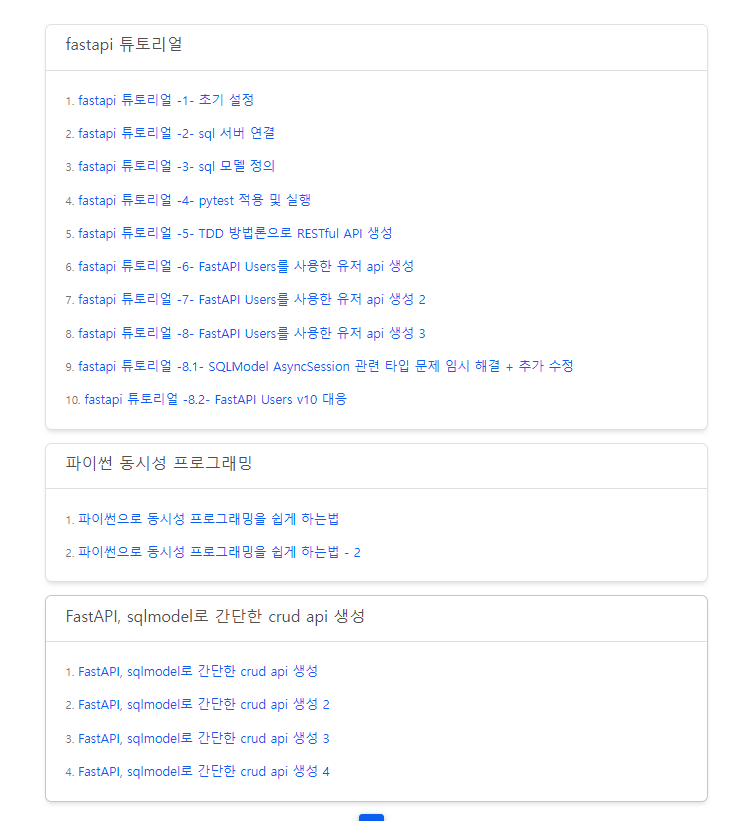 fastapi 튜토리얼
1. fastapi 튜토리얼 -1- 초기 설정
2. fastapi 튜토리얼 -2- sql 서버 연결
3. fastapi 튜토리얼 -3- sql 모델 정의
4. fastapi 튜토리얼 -4- pytest 적용 및 실행
5. fastapi 튜토리얼 -5- TDD 방법론으로 RESTful API 생성
6. fastapi 튜토리얼 -6- FastAPI Users를 사용한 유저 api 생성
7. fastapi 튜토리얼 -7- FastAPI Users를 사용한 유저 api 생성 2
8. fastapi 튜토리얼 -8- FastAPI Users를 사용한 유저 api 생성 3
9. fastapi 튜토리얼 -8.1- SQLModel AsyncSession 관련 타입 문제 임시 해결 + 추가 수정
10. fastapi 튜토리얼 -8.2- FastAPI Users v10 대응
파이썬 동시성 프로그래밍
1. 파이썬으로 동시성 프로그래밍을 쉽게 하는법
2. 파이썬으로 동시성 프로그래밍을 쉽게 하는법 - 2
FastAPI, sqlmodel로 간단한 crud api 생성
1. FastAPI, sqlmodel로 간단한 crud api 생성
2. FastAPI, sqlmodel로 간단한 crud api 생성 2
3. FastAPI, sqlmodel로 간단한 crud api 생성 3
4. FastAPI, sqlmodel로 간단한 crud api 생성 4